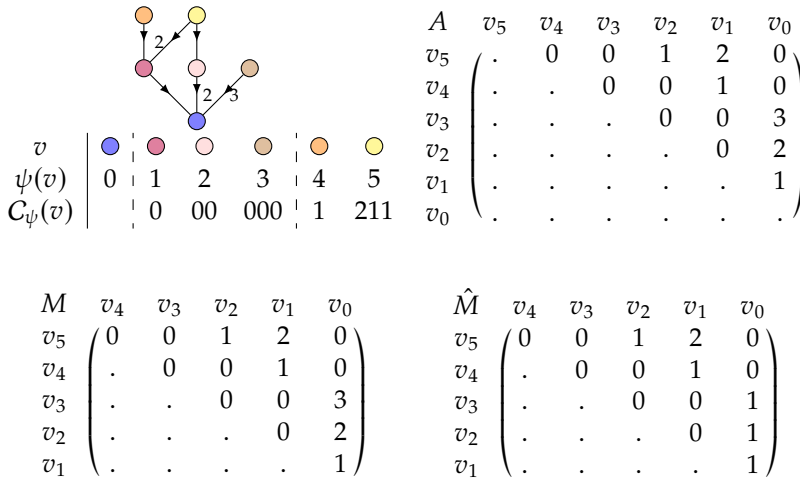 2
2 3
v
ψ(v) 0 1 2 3 4 5
𝒞ψ(v) 0 00 000 1 211
A v₅ v₄ v₃ v₂ v₁ v₀
v₅ . 0 0 1 2 0
v₄ . . 0 0 1 0
v₃ . . . 0 0 3
v₂ . . . . 0 2
v₁ . . . . . 1
v₀ . . . . . .
M v₄ v₃ v₂ v₁ v₀
v₅ 0 0 1 2 0
v₄ . 0 0 1 0
v₃ . . 0 0 3
v₂ . . . 0 2
v₁ . . . . 1
M̂ v₄ v₃ v₂ v₁ v₀
v₅ 0 0 1 2 0
v₄ . 0 0 1 0
v₃ . . 0 0 1
v₂ . . . 0 1
v₁ . . . . 1